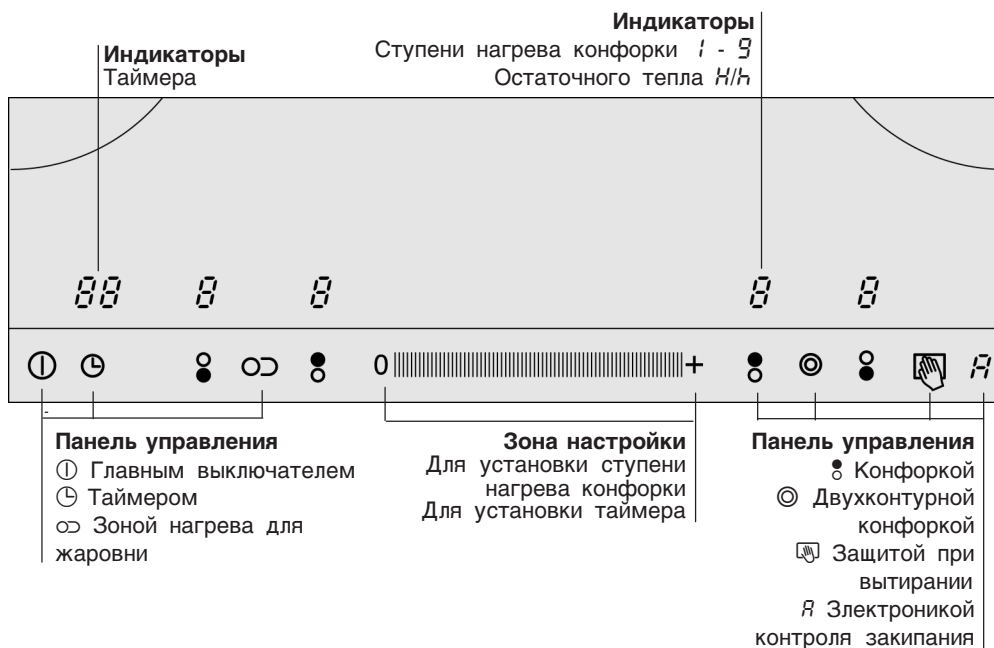 Индикаторы
Таймера
Индикаторы
Ступени нагрева конфорки 1 - 9
Остаточного тепла H/h
88 8 8 8 8
0 + A
Панель управления
Главным выключателем
Таймером
Зоной нагрева для
жаровни
Зона настройки
Для установки ступени
нагрева конфорки
Для установки таймера
Панель управления
Конфоркой
Двухконтурной
конфоркой
Защитой при
вытирании
A Злектроникой
контроля закипания